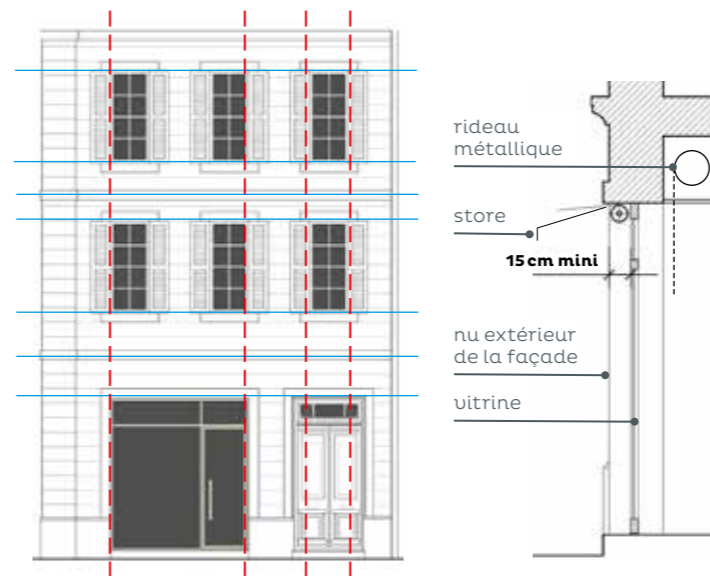 rideau
métallique
store
15 cm mini
nu extérieur
de la façade
vitrine